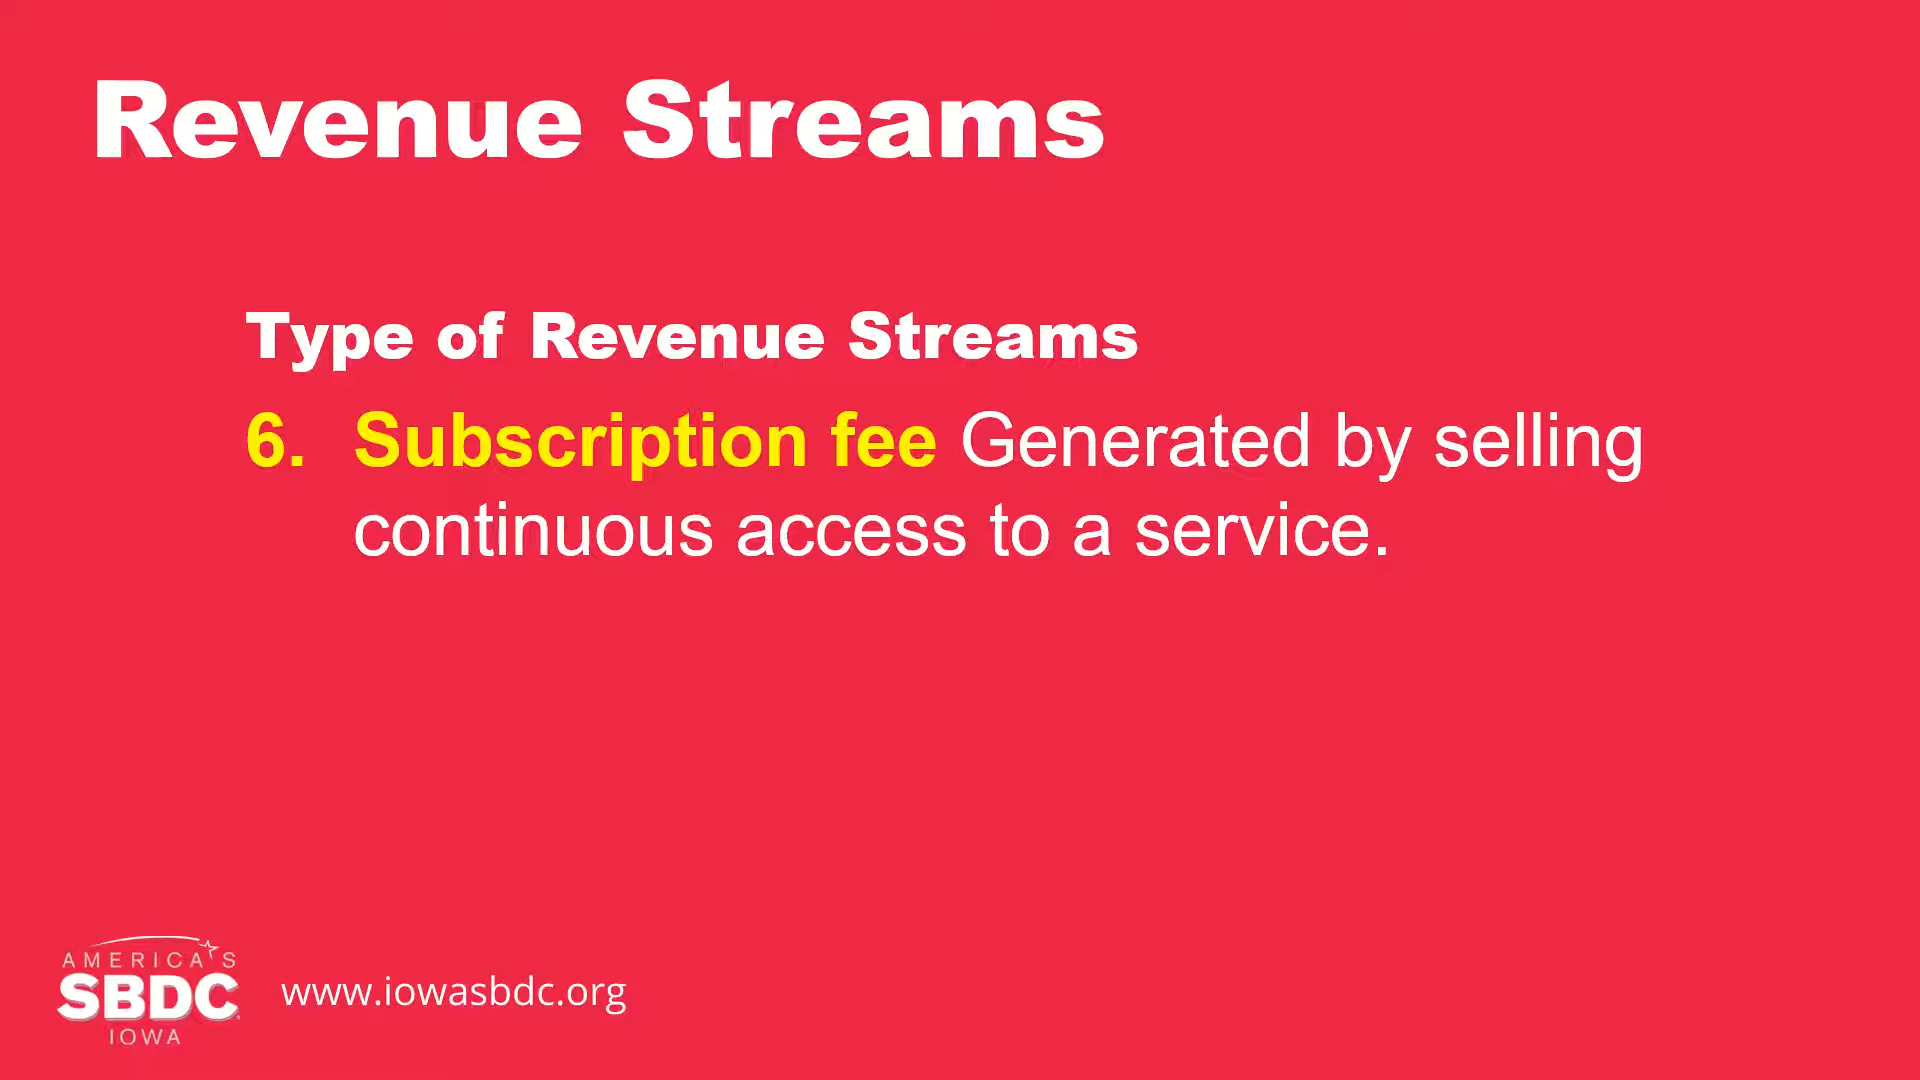 Revenue Streams
Type of Revenue Streams
6. Subscription fee Generated by selling
continuous access to a service.
AMERICA'S
SBDC
IOWA
www.iowasbdc.org